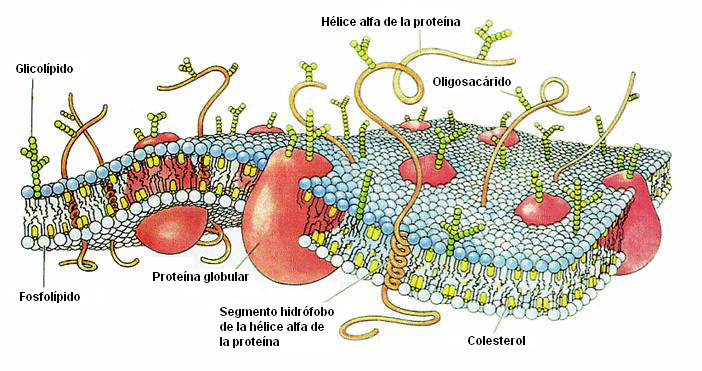 Hélice alfa de la proteína
Glicolípido
Oligosacárido
Proteína globular
Fosfolípido
Segmento hidrófobo
de la hélice alfa de
la proteína
Colesterol